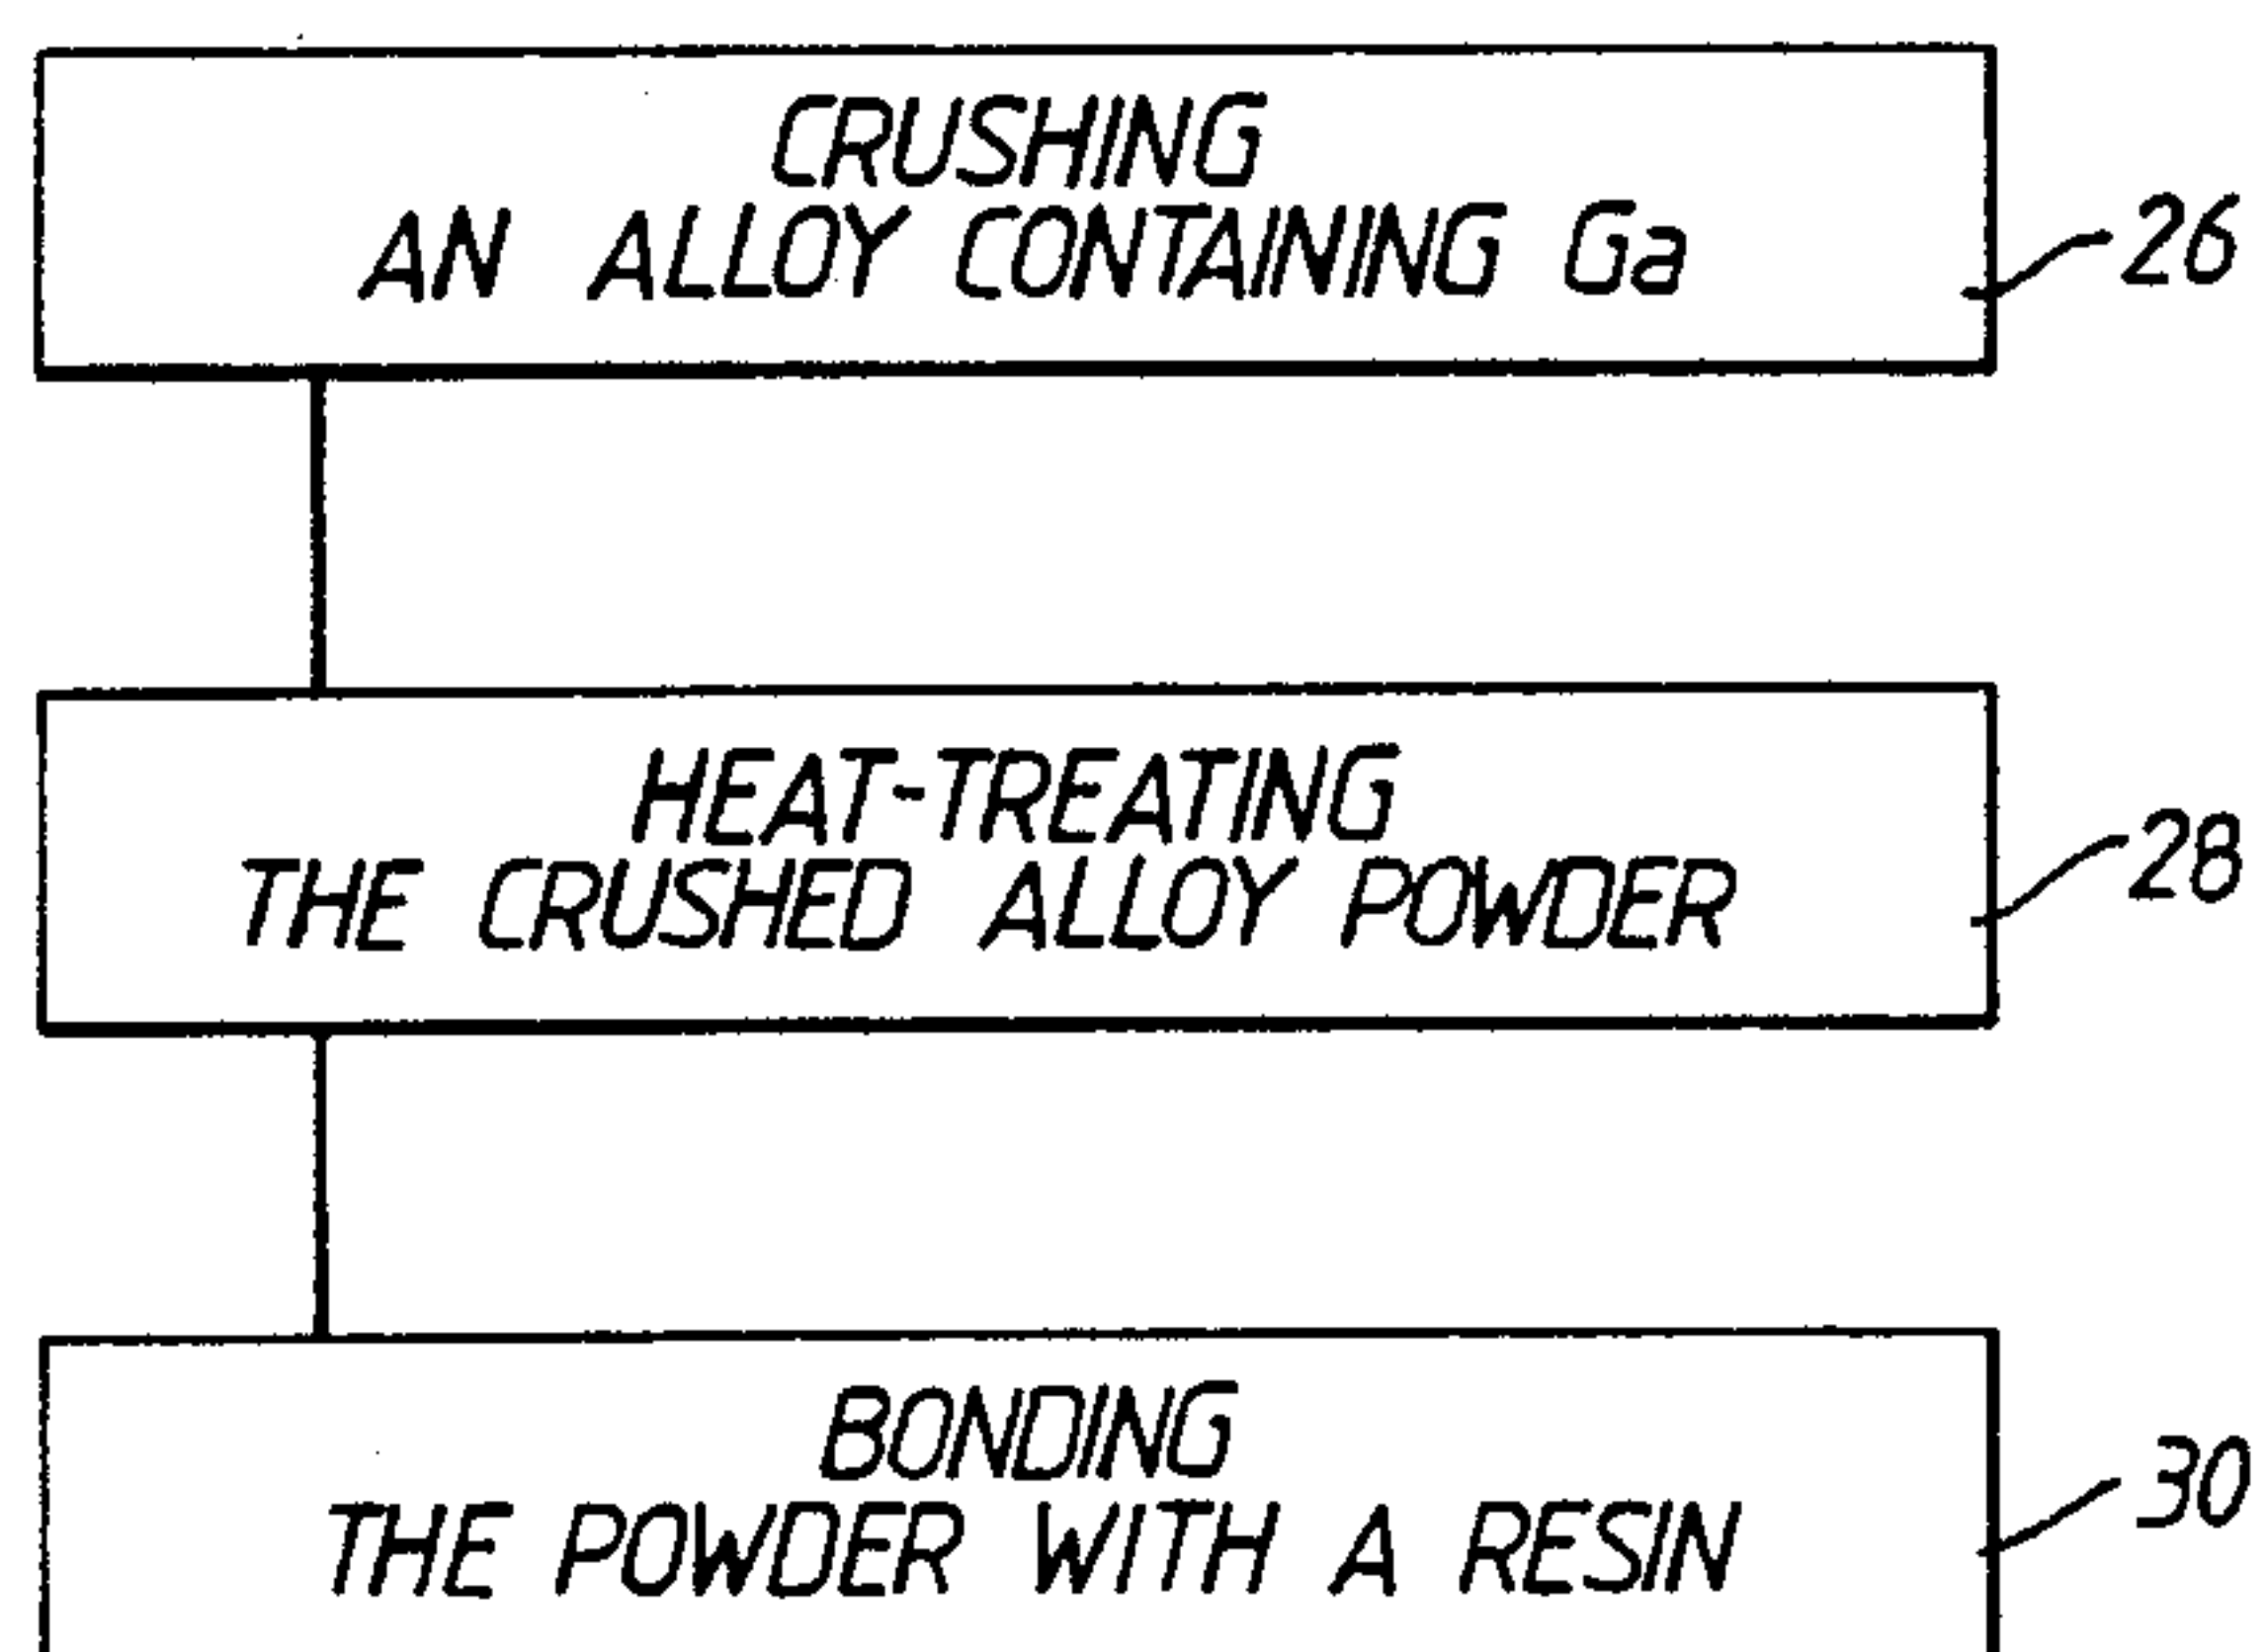 CRUSHING
AN ALLOY CONTAINING Ga
26
HEAT-TREATING
THE CRUSHED ALLOY POWDER
28
BONDING
THE POWDER WITH A RESIN
30